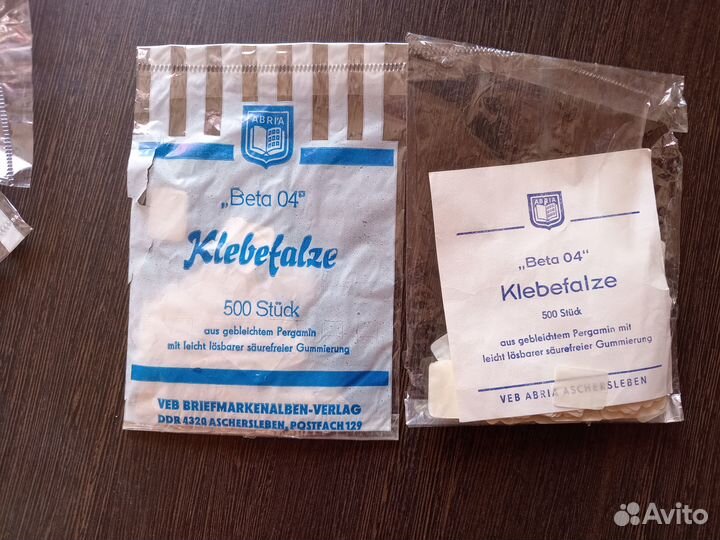 ABRIA
„Beta 04"
Klebefalze
500 Stück
aus gebleichtem Pergamin
mit leicht lösbarer säurefreier Gummierung
VEB BRIEFMARKENALBEN-VERLAG
DDR 4320 ASCHERSLEBEN, POSTFACH 129
ABRIA
„Beta 04"
Klebefalze
500 Stück
aus gebleichtem Pergamin mit
leicht lösbarer säurefreier Gummierung
VEB ABRIA ASCHERSLEBEN
Avito